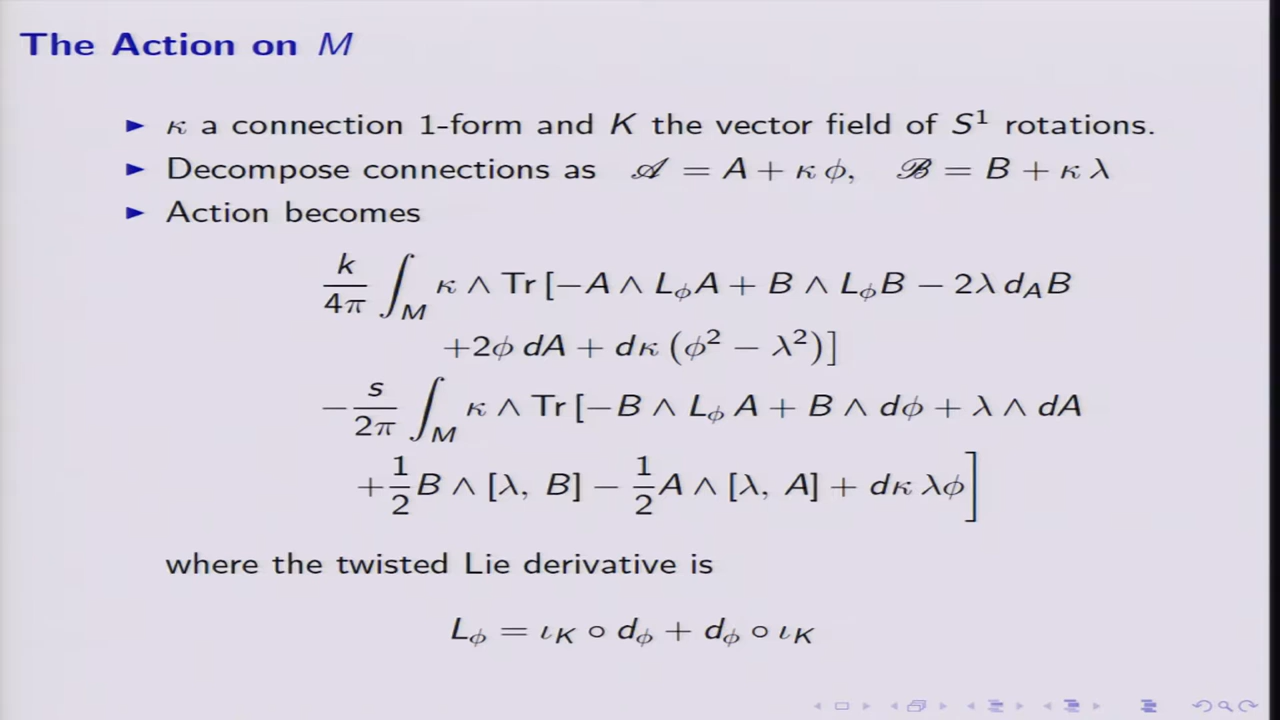 The Action on M
► κ a connection 1-form and K the vector field of S¹ rotations.
► Decompose connections as 𝒜 = A + κ ϕ, ℬ = B + κ λ
► Action becomes
k/4π ∫_M κ ∧ Tr [−A ∧ L_ϕ A + B ∧ L_ϕ B − 2λ d_A B
+2ϕ dA + dκ (ϕ² − λ²)]
− s/2π ∫_M κ ∧ Tr [−B ∧ L_ϕ A + B ∧ dϕ + λ ∧ dA
+ 1/2 B ∧ [λ, B] − 1/2 A ∧ [λ, A] + dκ λϕ]
where the twisted Lie derivative is
L_ϕ = ι_K ∘ d_ϕ + d_ϕ ∘ ι_K